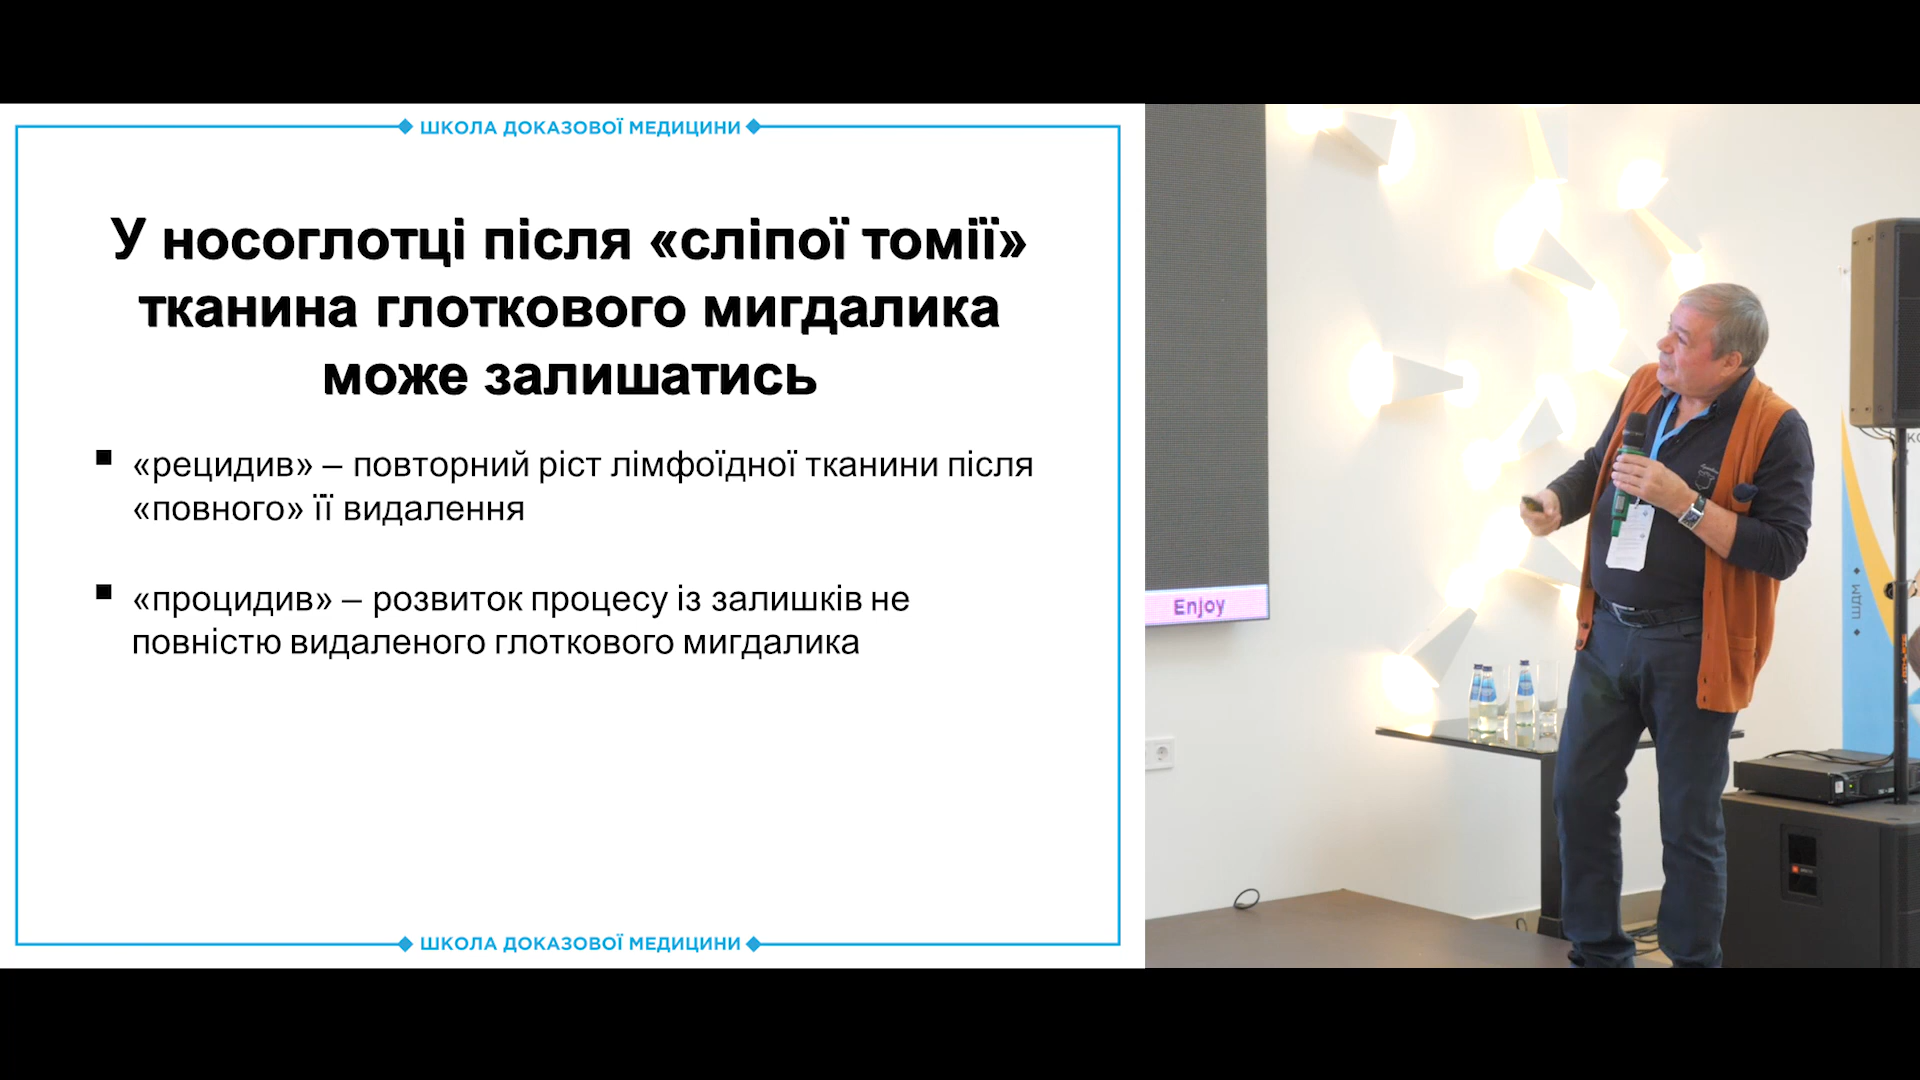 ШКОЛА ДОКАЗОВОЇ МЕДИЦИНИ
У носоглотці після «сліпої томії»
тканина глоткового мигдалика
може залишатись
▪ «рецидив» – повторний ріст лімфоїдної тканини після
«повного» її видалення
▪ «процидив» – розвиток процесу із залишків не
повністю видаленого глоткового мигдалика
ШКОЛА ДОКАЗОВОЇ МЕДИЦИНИ
Enjoy
ШДМ